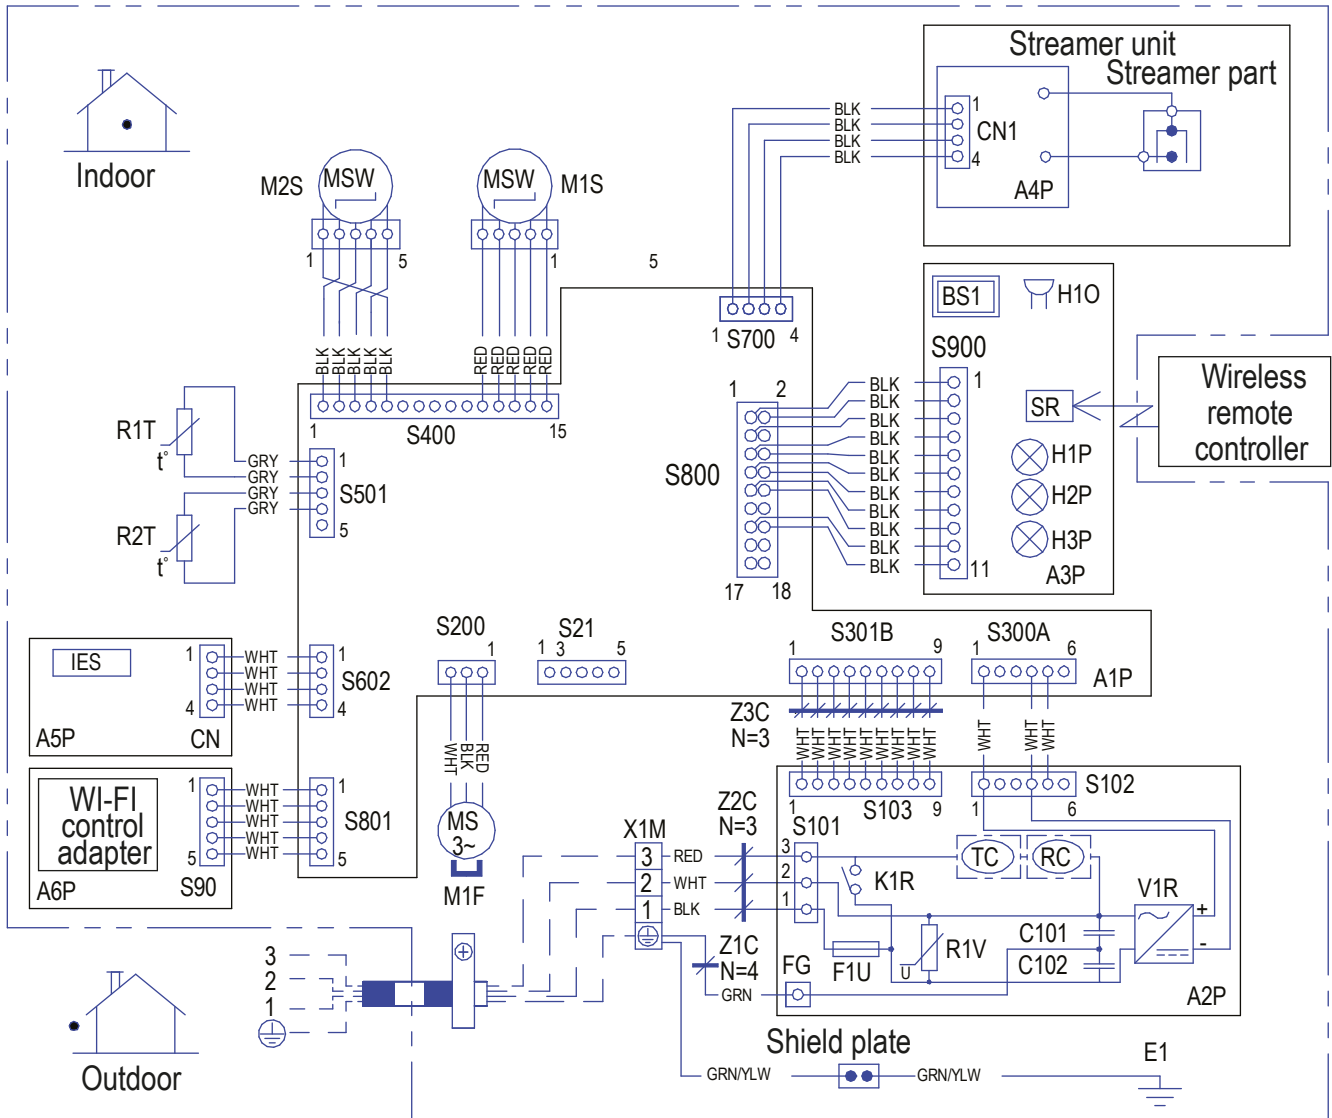 Streamer unit
Streamer part
1
CN1
4
A4P
BLK
BLK
BLK
BLK
Indoor
M2S
MSW
MSW
M1S
1
5
1
5
BS1
H1O
1
S700
4
S900
BLK
BLK
BLK
BLK
BLK
RED
RED
RED
RED
RED
Wireless
remote
controller
SR
1
2
1
BLK
BLK
BLK
BLK
BLK
BLK
BLK
BLK
BLK
BLK
BLK
R1T
t°
1
S400
15
H1P
H2P
H3P
GRY
GRY
GRY
GRY
1
S501
5
S800
R2T
t°
11
A3P
17
18
S200
1
S21
1
3
5
S301B
1
9
S300A
1
6
A1P
IES
A5P
CN
1
4
WHT
WHT
WHT
WHT
1
S602
4
Z3C
N=3
WHT
BLK
RED
WHT
WHT
WHT
WHT
WHT
WHT
WHT
WHT
WHT
WHT
WHT
WHT
WI-FI
control
adapter
A6P
S90
1
5
WHT
WHT
WHT
WHT
WHT
1
S801
5
MS
3~
M1F
1
S103
9
1
6
S102
Z2C
N=3
S101
X1M
3
RED
2
WHT
1
BLK
3
2
1
K1R
TC
RC
V1R
+
-
C101
C102
R1V
U
F1U
FG
Z1C
N=4
GRN
A2P
3
2
1
Outdoor
Shield plate
GRN/YLW
GRN/YLW
E1